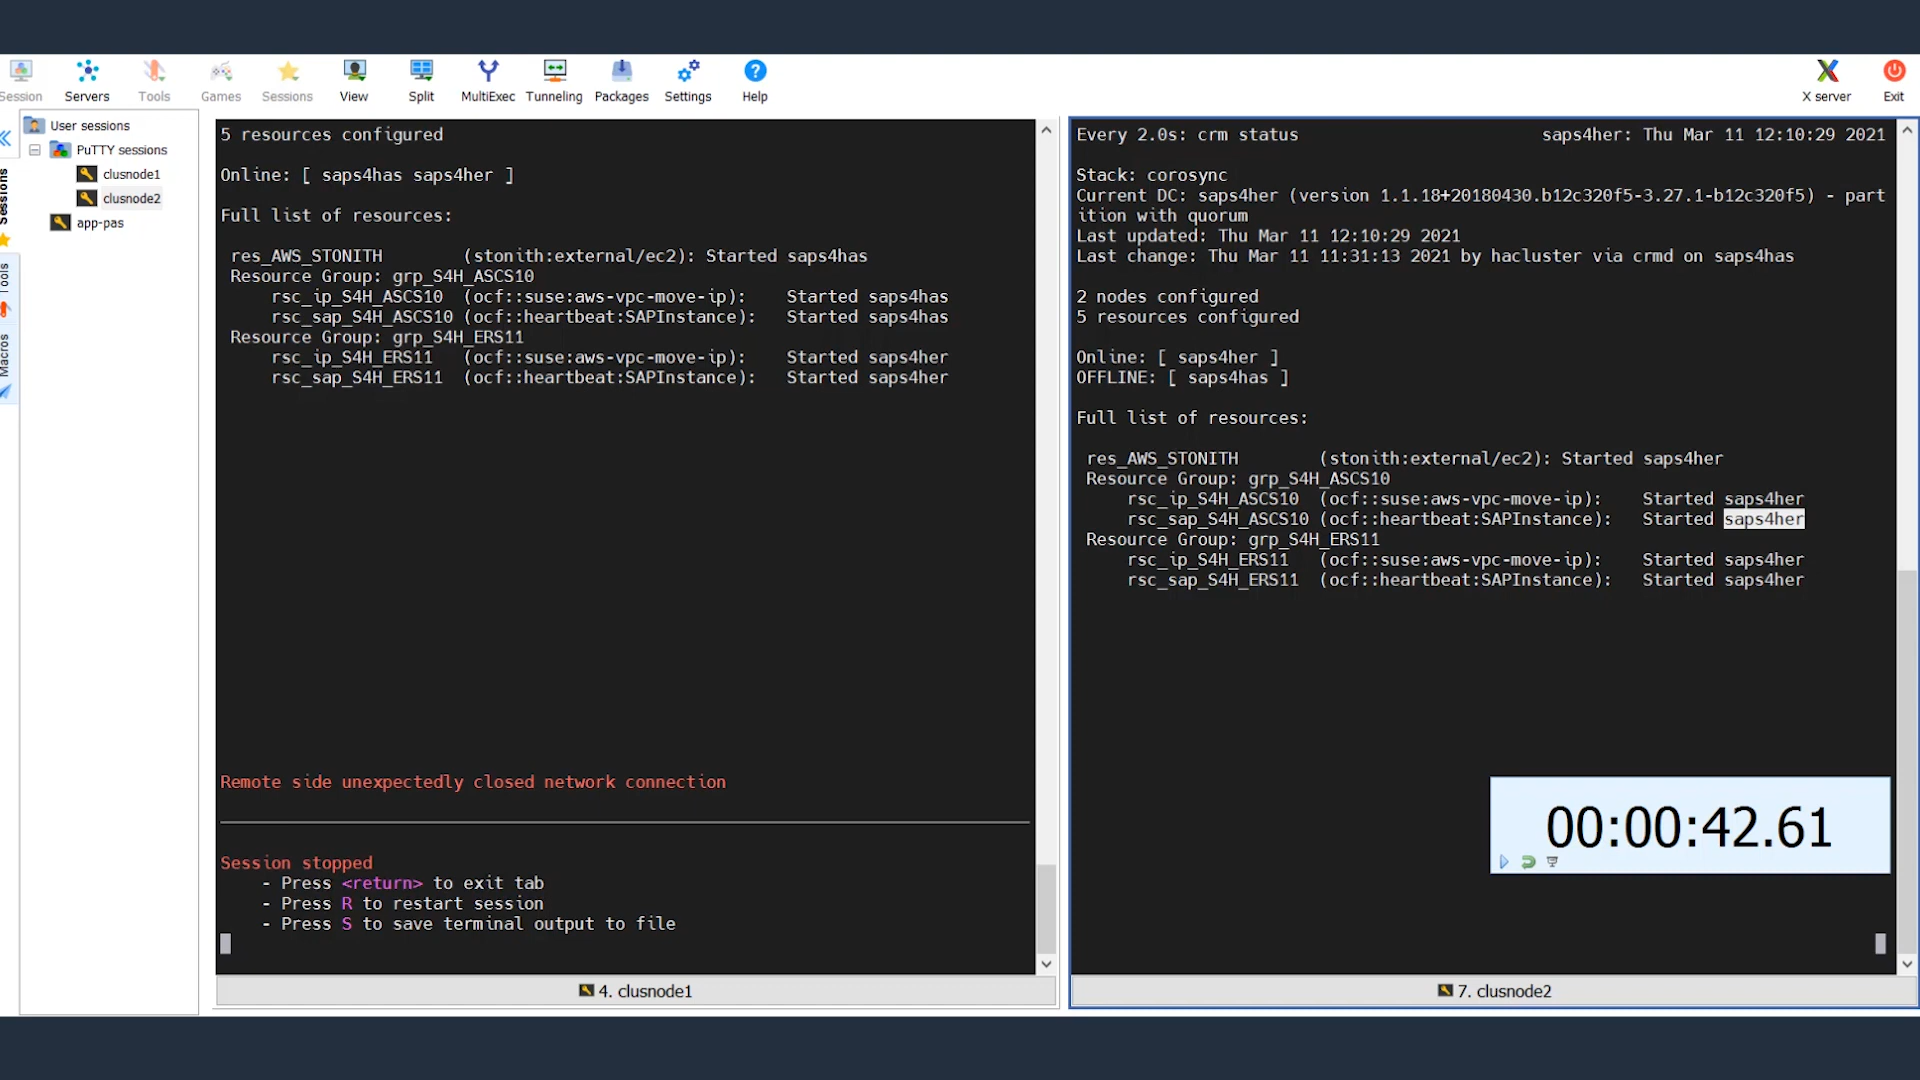 Session
Servers
Tools
Games
Sessions
View
Split
MultiExec
Tunneling
Packages
Settings
Help
X server
Exit
Sessions
Tools
Macros
User sessions
PuTTY sessions
clusnode1
clusnode2
app-pas
5 resources configured
Online: [ saps4has saps4her ]
Full list of resources:
res_AWS_STONITH (stonith:external/ec2): Started saps4has
Resource Group: grp_S4H_ASCS10
rsc_ip_S4H_ASCS10 (ocf::suse:aws-vpc-move-ip): Started saps4has
rsc_sap_S4H_ASCS10 (ocf::heartbeat:SAPInstance): Started saps4has
Resource Group: grp_S4H_ERS11
rsc_ip_S4H_ERS11 (ocf::suse:aws-vpc-move-ip): Started saps4her
rsc_sap_S4H_ERS11 (ocf::heartbeat:SAPInstance): Started saps4her
Remote side unexpectedly closed network connection
Session stopped
- Press <return> to exit tab
- Press R to restart session
- Press S to save terminal output to file
4. clusnode1
Every 2.0s: crm status saps4her: Thu Mar 11 12:10:29 2021
Stack: corosync
Current DC: saps4her (version 1.1.18+20180430.b12c320f5-3.27.1-b12c320f5) - part
ition with quorum
Last updated: Thu Mar 11 12:10:29 2021
Last change: Thu Mar 11 11:31:13 2021 by hacluster via crmd on saps4has
2 nodes configured
5 resources configured
Online: [ saps4her ]
OFFLINE: [ saps4has ]
Full list of resources:
res_AWS_STONITH (stonith:external/ec2): Started saps4her
Resource Group: grp_S4H_ASCS10
rsc_ip_S4H_ASCS10 (ocf::suse:aws-vpc-move-ip): Started saps4her
rsc_sap_S4H_ASCS10 (ocf::heartbeat:SAPInstance): Started saps4her
Resource Group: grp_S4H_ERS11
rsc_ip_S4H_ERS11 (ocf::suse:aws-vpc-move-ip): Started saps4her
rsc_sap_S4H_ERS11 (ocf::heartbeat:SAPInstance): Started saps4her
00:00:42.61
7. clusnode2